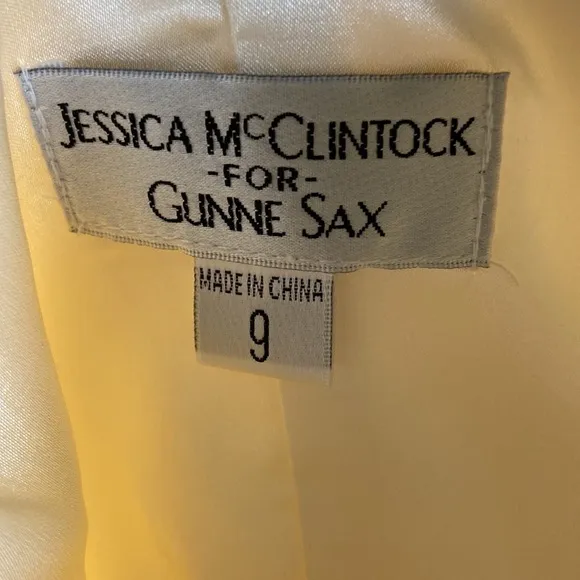 JESSICA McCLINTOCK
-FOR-
GUNNE SAX
MADE IN CHINA
9